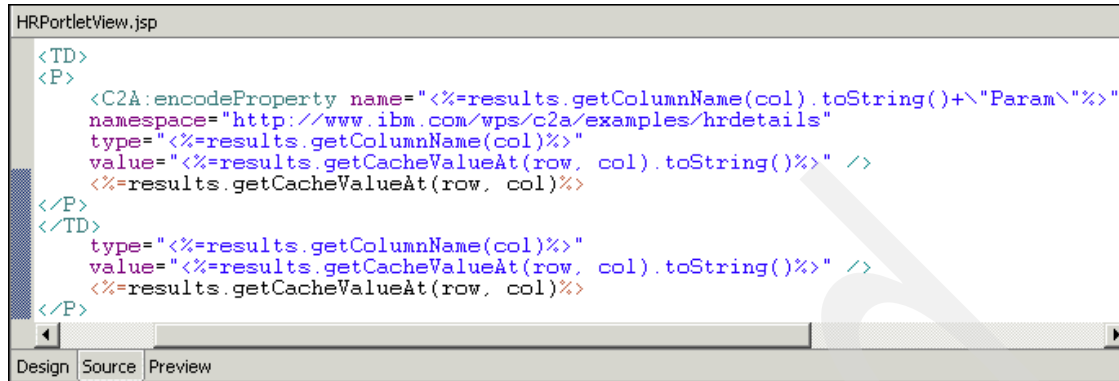 HRPortletView.jsp
<TD>
<P>
<C2A:encodeProperty name="<%=results.getColumnName(col).toString()+\"Param\"%>"
namespace="http://www.ibm.com/wps/c2a/examples/hrdetails"
type="<%=results.getColumnName(col)%>"
value="<%=results.getCacheValueAt(row, col).toString()%>" />
<%=results.getCacheValueAt(row, col)%>
</P>
</TD>
type="<%=results.getColumnName(col)%>"
value="<%=results.getCacheValueAt(row, col).toString()%>" />
<%=results.getCacheValueAt(row, col)%>
</P>
Design Source Preview